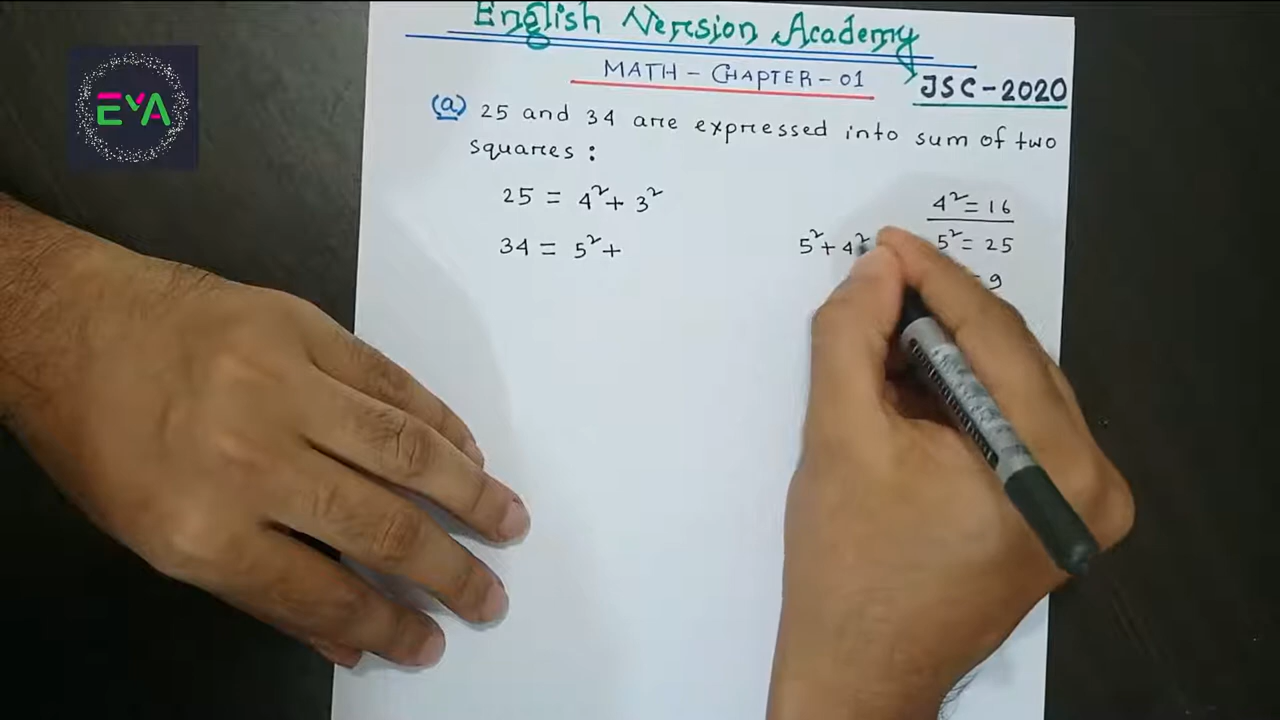 English Version Academy
EVA
MATH - CHAPTER - 01
JSC - 2020
(a) 25 and 34 are expressed into sum of two
squares :
25 = 4² + 3²
4² = 16
34 = 5² +
5² + 4²
5² = 25
= 9